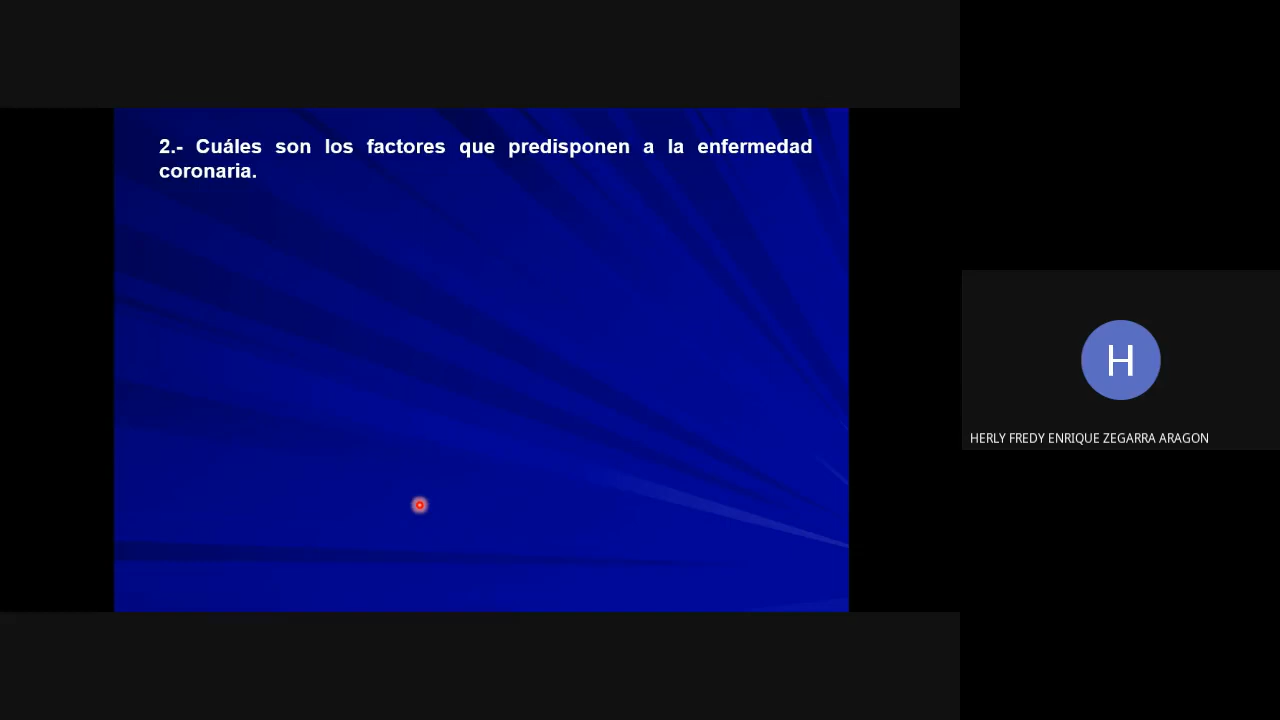 2.- Cuáles son los factores que predisponen a la enfermedad
coronaria.
H
HERLY FREDY ENRIQUE ZEGARRA ARAGON